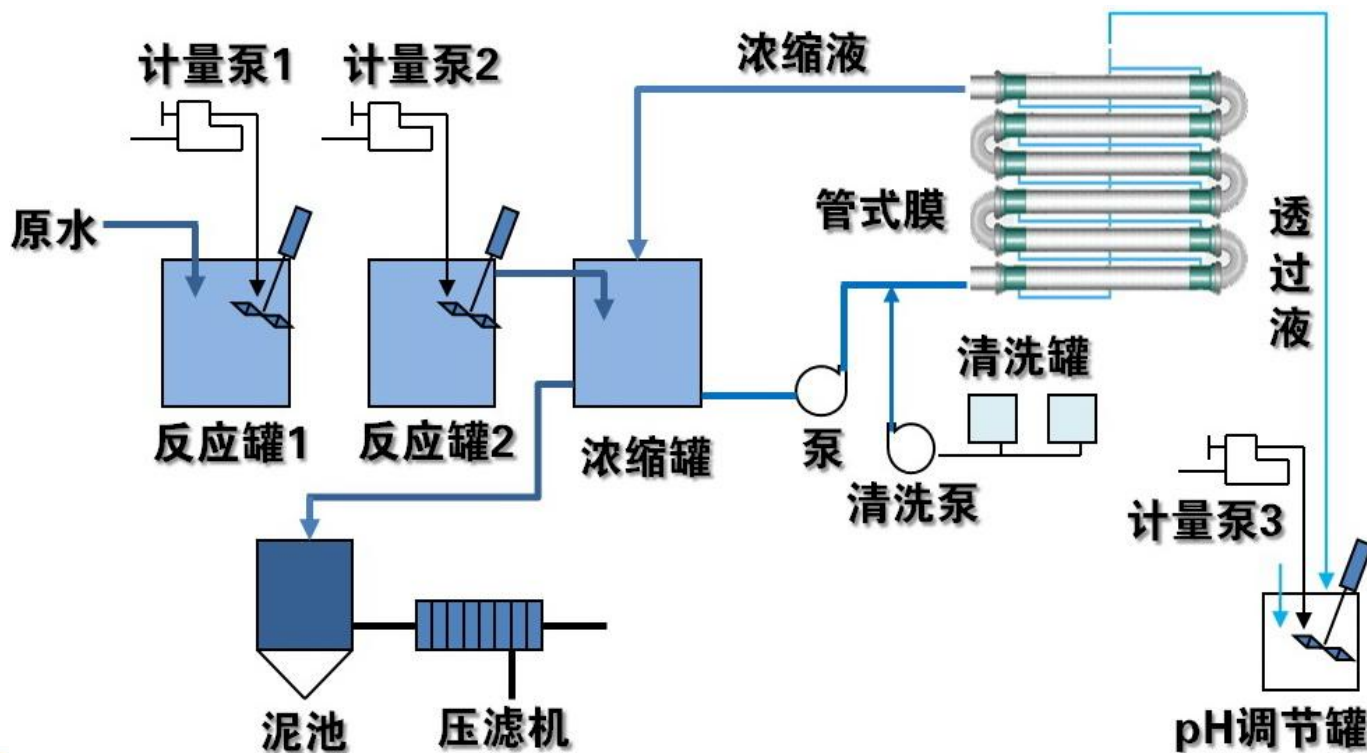 计量泵1
计量泵2
浓缩液
原水
管式膜
透过液
反应罐1
反应罐2
浓缩罐
泵
清洗罐
清洗泵
计量泵3
泥池
压滤机
pH调节罐